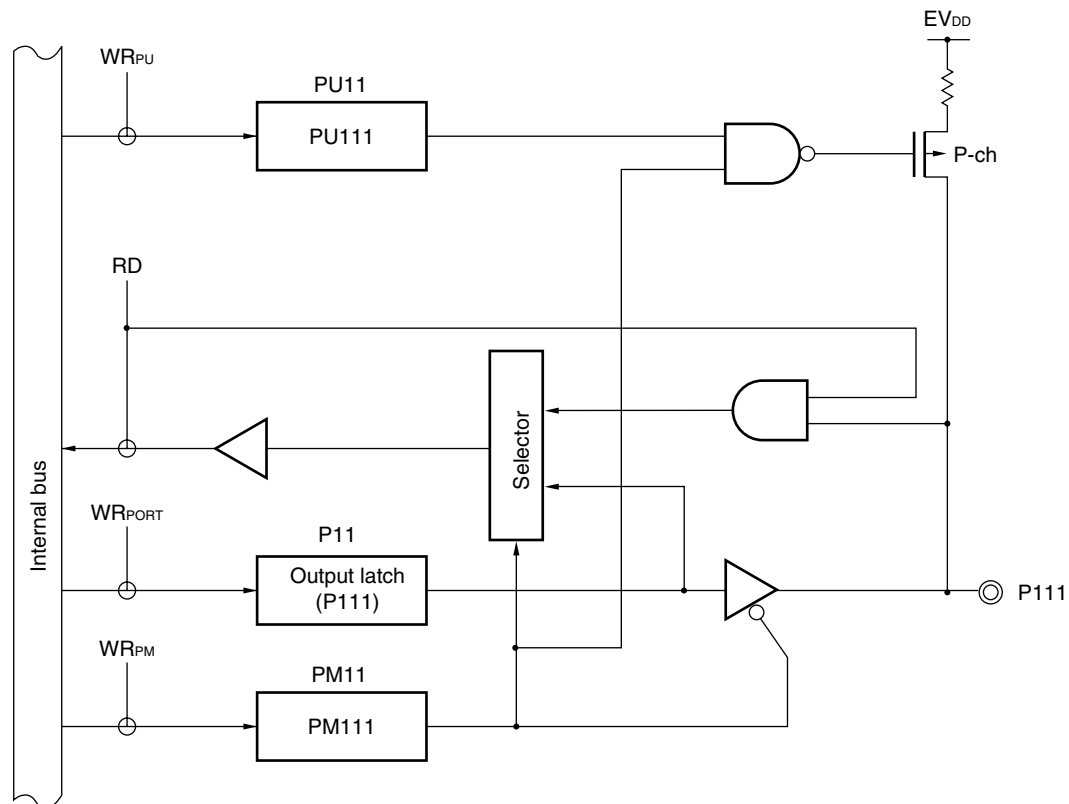 EVDD
WRPU
PU11
PU111
P-ch
RD
Selector
Internal bus
WRPORT
P11
Output latch
(P111)
P111
WRPM
PM11
PM111